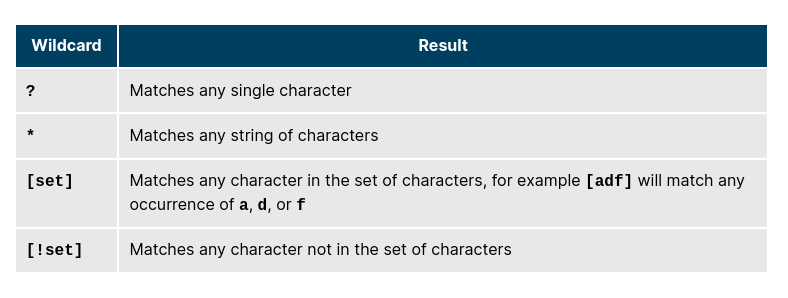 Wildcard Result
? Matches any single character
* Matches any string of characters
[set] Matches any character in the set of characters, for example [adf] will match any
occurrence of a, d, or f
[!set] Matches any character not in the set of characters